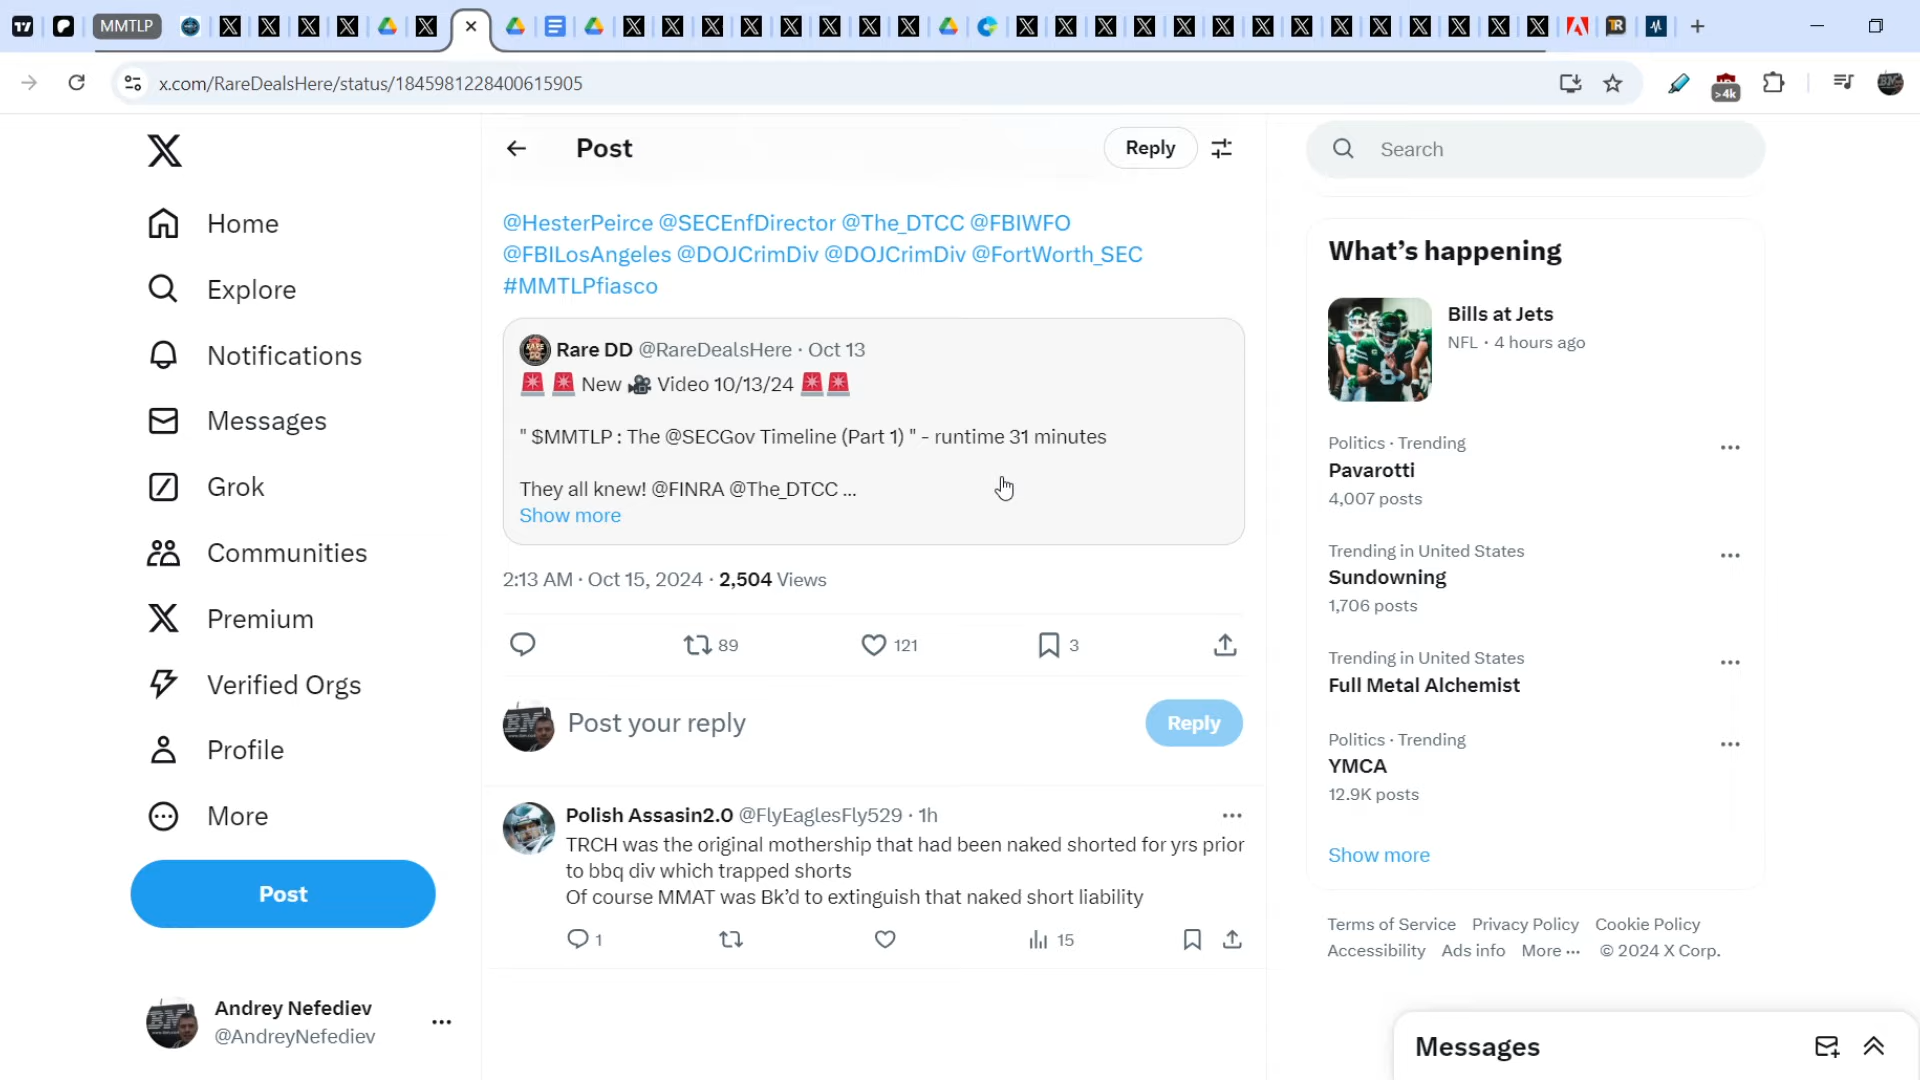 MMTLP
x.com/RareDealsHere/status/1845981228400615905
>4k
Home
Explore
Notifications
Messages
Grok
Communities
Premium
Verified Orgs
Profile
More
Post
Andrey Nefediev
@AndreyNefediev
Post
Reply
@HesterPeirce @SECEnfDirector @The_DTCC @FBIWFO
@FBILosAngeles @DOJCrimDiv @DOJCrimDiv @FortWorth_SEC
#MMTLPfiasco
Rare DD @RareDealsHere · Oct 13
🚨 🚨 New 🎥 Video 10/13/24 🚨🚨
" $MMTLP : The @SECGov Timeline (Part 1) " - runtime 31 minutes
They all knew! @FINRA @The_DTCC ...
Show more
2:13 AM · Oct 15, 2024 · 2,504 Views
89
121
3
Post your reply
Reply
Polish Assasin2.0 @FlyEaglesFly529 · 1h
TRCH was the original mothership that had been naked shorted for yrs prior
to bbq div which trapped shorts
Of course MMAT was Bk’d to extinguish that naked short liability
1
15
Search
What’s happening
Bills at Jets
NFL · 4 hours ago
Politics · Trending
Pavarotti
4,007 posts
Trending in United States
Sundowning
1,706 posts
Trending in United States
Full Metal Alchemist
Politics · Trending
YMCA
12.9K posts
Show more
Terms of Service Privacy Policy Cookie Policy
Accessibility Ads info More ··· © 2024 X Corp.
Messages